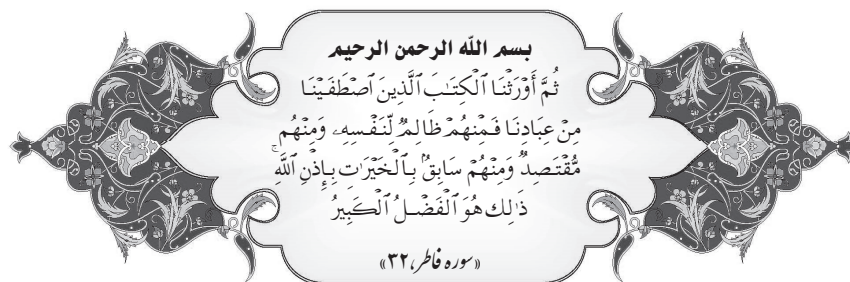 بسم الله الرحمن الرحيم
ثُمَّ أَوْرَثْنَا ٱلْكِتَـٰبَ ٱلَّذِينَ ٱصْطَفَيْنَا
مِنْ عِبَادِنَا فَمِنْهُمْ ظَالِمٌ لِّنَفْسِهِۦ وَمِنْهُم
مُّقْتَصِدٌ وَمِنْهُمْ سَابِقٌۢ بِٱلْخَيْرَٰتِ بِإِذْنِ ٱللَّهِ ۚ
ذَٰلِكَ هُوَ ٱلْفَضْلُ ٱلْكَبِيرُ
«سوره فاطر، ۳۲»